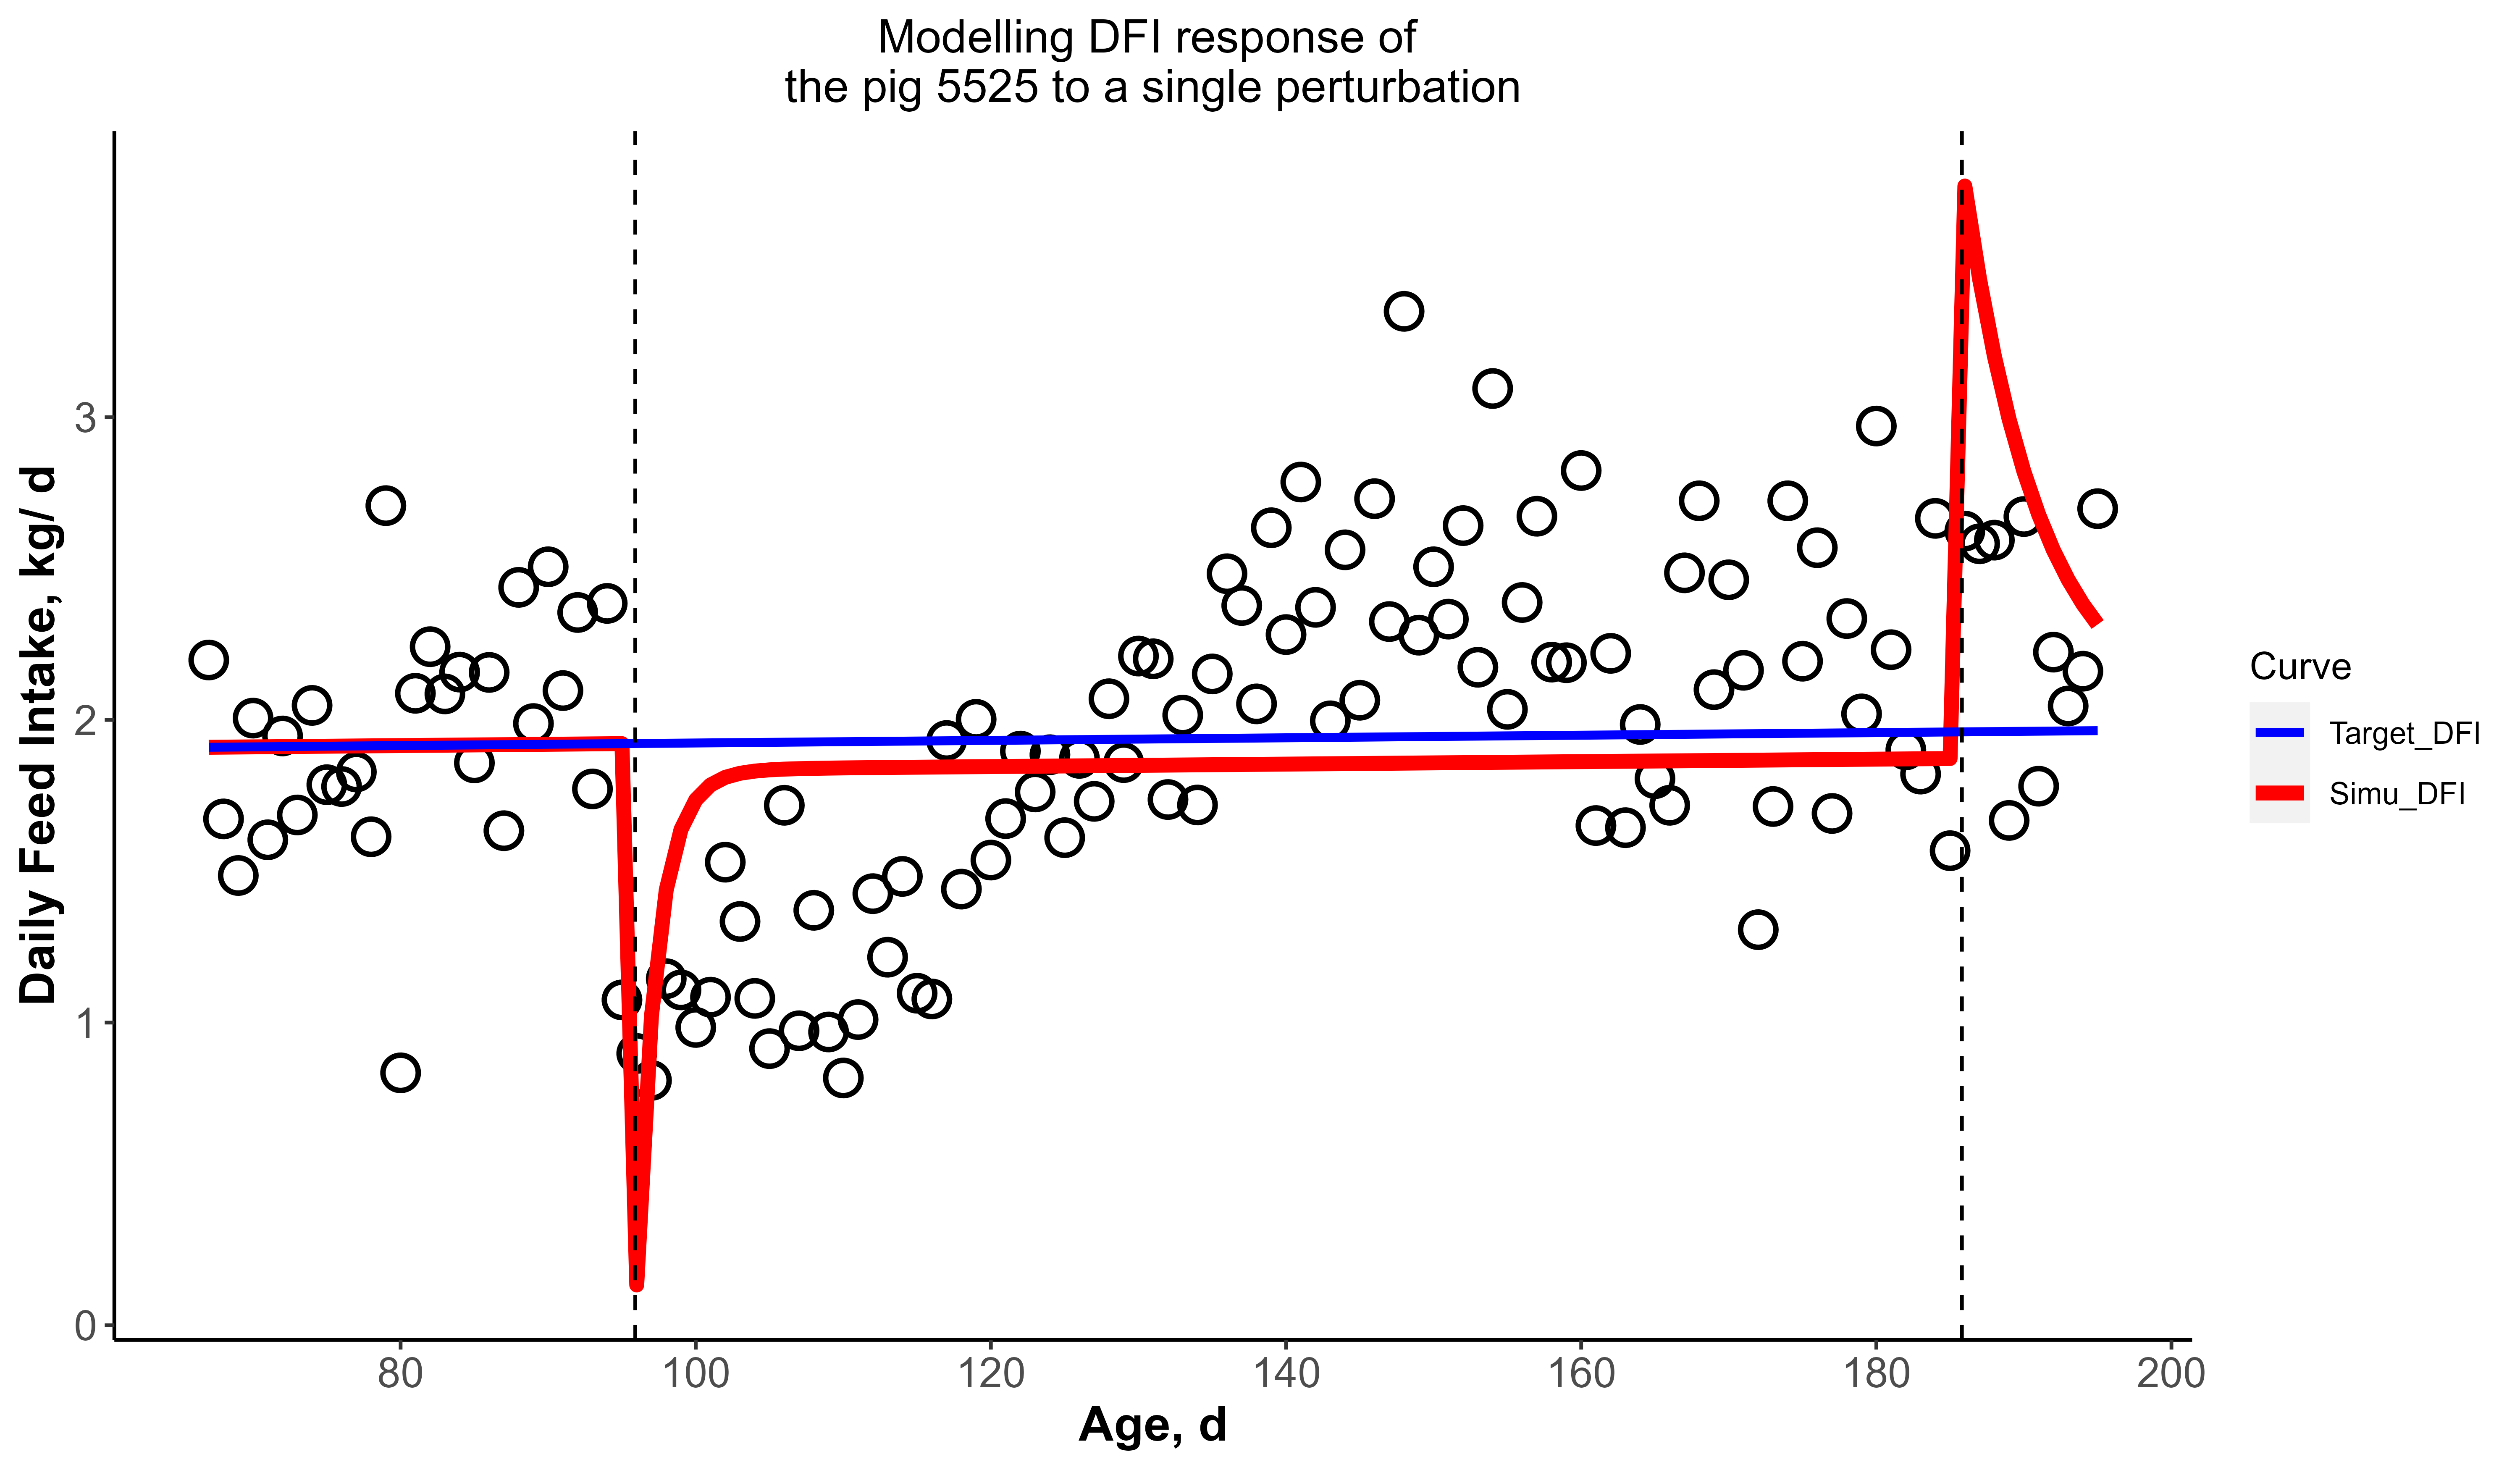 Modelling DFI response of
the pig 5525 to a single perturbation
Daily Feed Intake, kg/ d
3
2
1
0
80 100 120 140 160 180 200
Age, d
Curve
Target_DFI
Simu_DFI